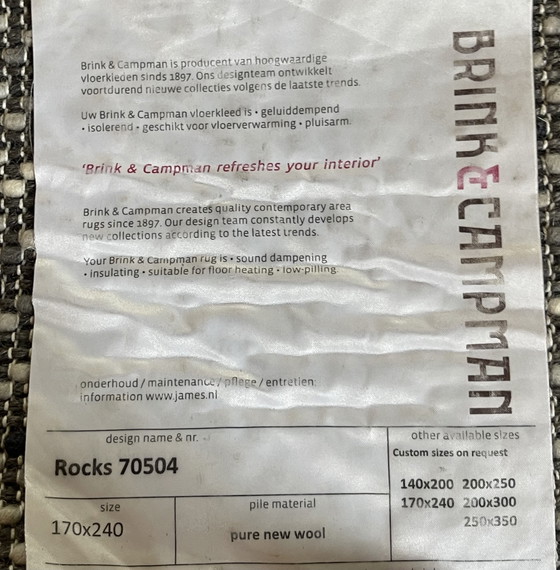 Brink & Campman is producent van hoogwaardige
vloerkleden sinds 1897. Ons designteam ontwikkelt
voortdurend nieuwe collecties volgens de laatste trends.
Uw Brink & Campman vloerkleed is • geluiddempend
• isolerend • geschikt voor vloerverwarming • pluisarm.
'Brink & Campman refreshes your interior'
Brink & Campman creates quality contemporary area
rugs since 1897. Our design team constantly develops
new collections according to the latest trends.
Your Brink & Campman rug is • sound dampening
• insulating • suitable for floor heating • low-pilling.
onderhoud / maintenance / pflege / entretien:
information www.james.nl
BRINK & CAMPMAN
design name & nr.
Rocks 70504
size
170x240
pile material
pure new wool
other available sizes
Custom sizes on request
140x200 200x250
170x240 200x300
250x350